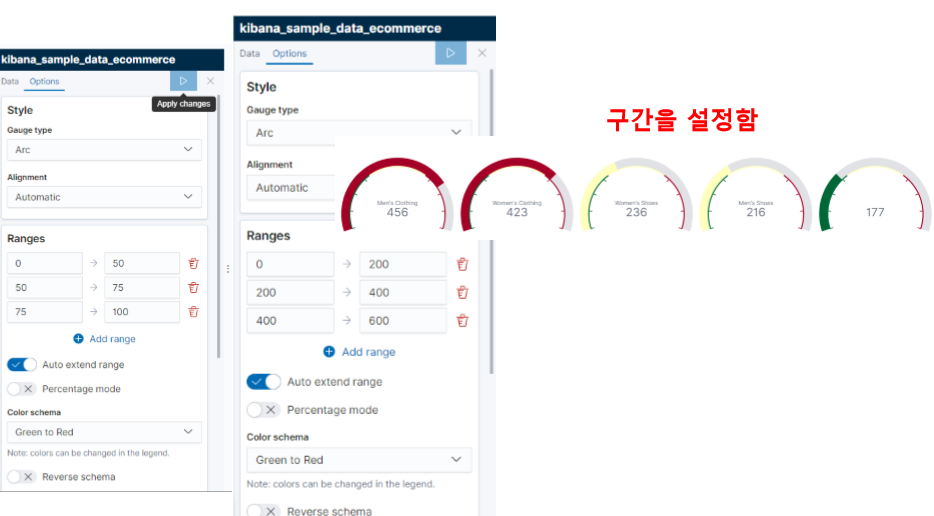 kibana_sample_data_ecommerce
Data Options
Apply changes
Style
Gauge type
Arc
Alignment
Automatic
Ranges
0 → 50
50 → 75
75 → 100
Add range
Auto extend range
Percentage mode
Color schema
Green to Red
Note: colors can be changed in the legend.
Reverse schema
kibana_sample_data_ecommerce
Data Options
Style
Gauge type
Arc
Alignment
Automatic
Ranges
0 → 200
200 → 400
400 → 600
Add range
Auto extend range
Percentage mode
Color schema
Green to Red
Note: colors can be changed in the legend.
Reverse schema
구간을 설정함
Men's Clothing
456
Women's Clothing
423
Women's Shoes
236
Men's Shoes
216
177